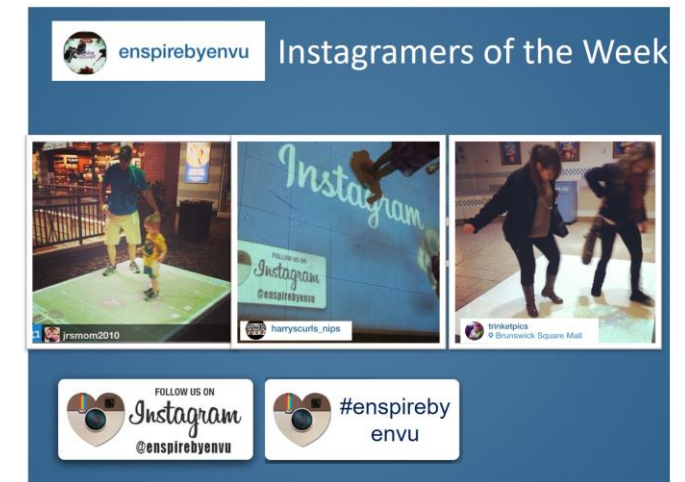 enspirebyenvu
Instagramers of the Week
Instagram
FOLLOW US ON
Instagram
@enspirebyenvu
jrsmom2010
harryscurls_nips
trinketpics
Brunswick Square Mall
FOLLOW US ON
Instagram
@enspirebyenvu
#enspireby
envu